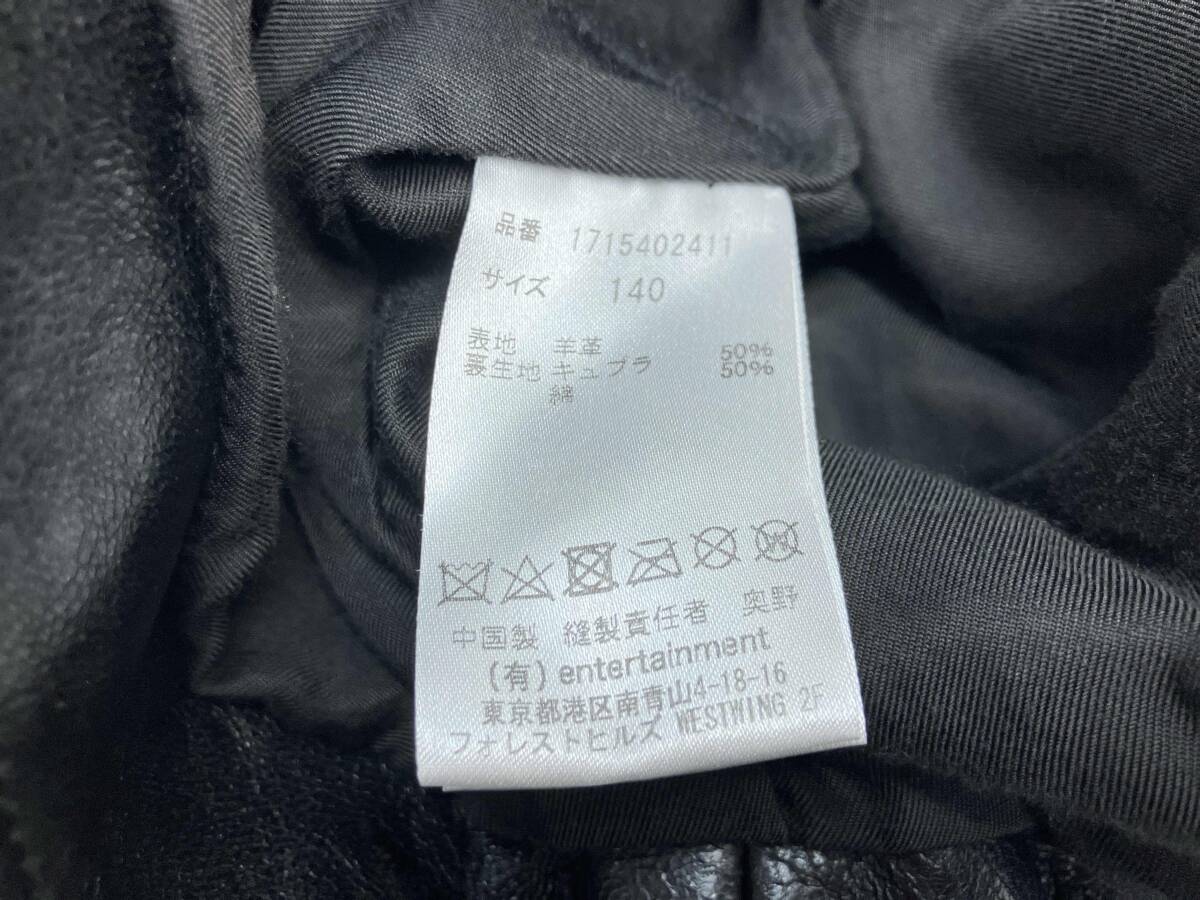 品番 1715402411
サイズ 140
表地 羊革 50%
裏生地 キュプラ 50%
綿
中国製 縫製責任者 奥野
(有) entertainment
東京都港区南青山4-18-16
フォレストヒルズ WESTWING 2F